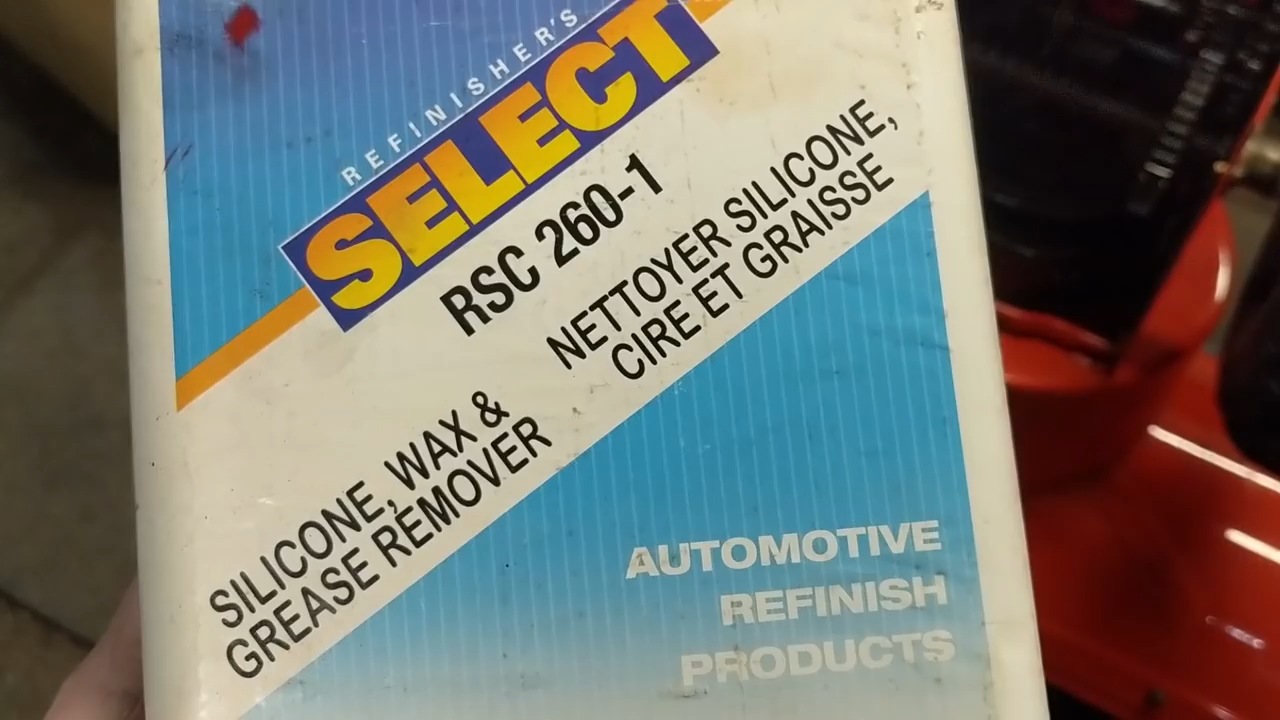 REFINISHER'S
SELECT
RSC 260-1
NETTOYER SILICONE,
CIRE ET GRAISSE
SILICONE, WAX &
GREASE REMOVER
AUTOMOTIVE
REFINISH
PRODUCTS